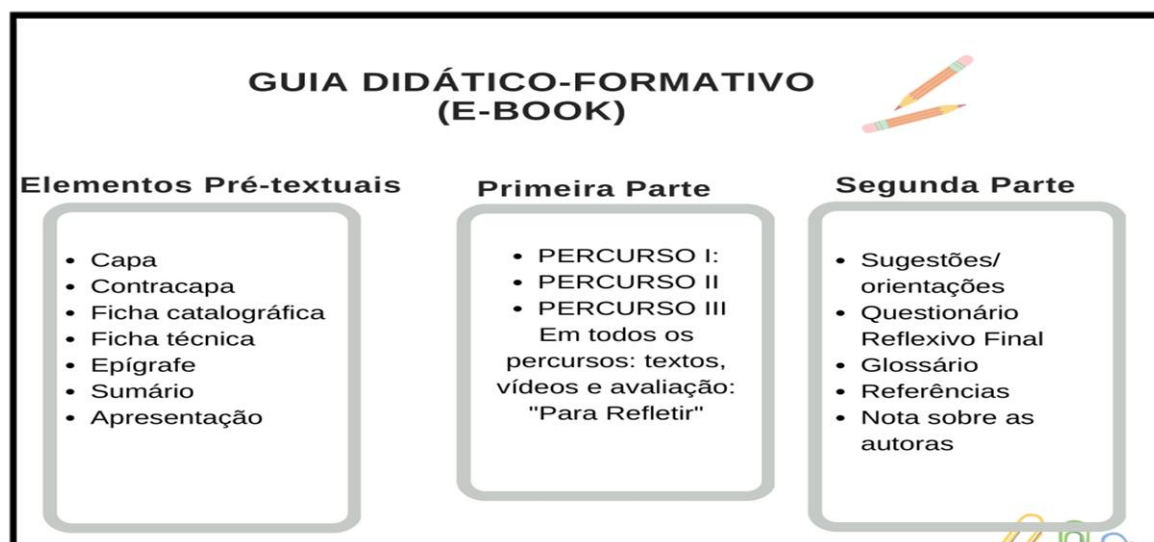 GUIA DIDÁTICO-FORMATIVO
(E-BOOK)
Elementos Pré-textuais
• Capa
• Contracapa
• Ficha catalográfica
• Ficha técnica
• Epígrafe
• Sumário
• Apresentação
Primeira Parte
• PERCURSO I:
• PERCURSO II
• PERCURSO III
Em todos os
percursos: textos,
vídeos e avaliação:
"Para Refletir"
Segunda Parte
• Sugestões/
orientações
• Questionário
Reflexivo Final
• Glossário
• Referências
• Nota sobre as
autoras